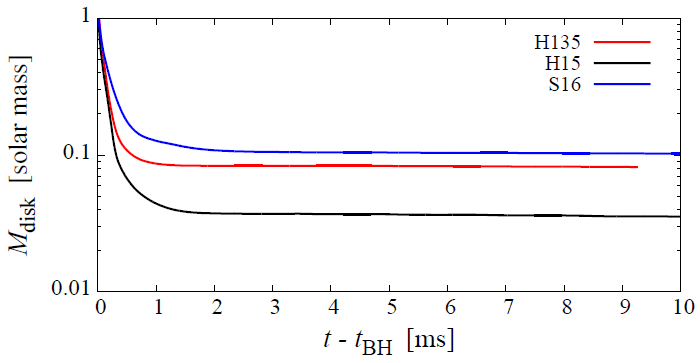 1
0.1
0.01
M_disk [solar mass]
H135
H15
S16
0 1 2 3 4 5 6 7 8 9 10
t - t_BH [ms]